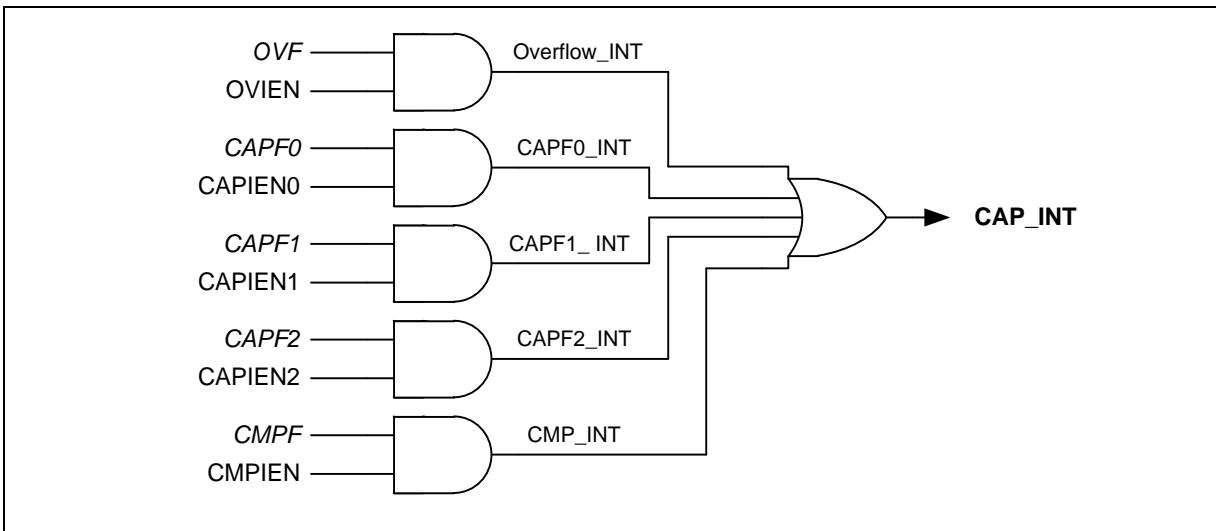 OVF
Overflow_INT
OVIEN
CAPF0
CAPF0_INT
CAPIEN0
CAPF1
CAPF1_ INT
CAPIEN1
CAPF2
CAPF2_INT
CAPIEN2
CMPF
CMP_INT
CMPIEN
CAP_INT